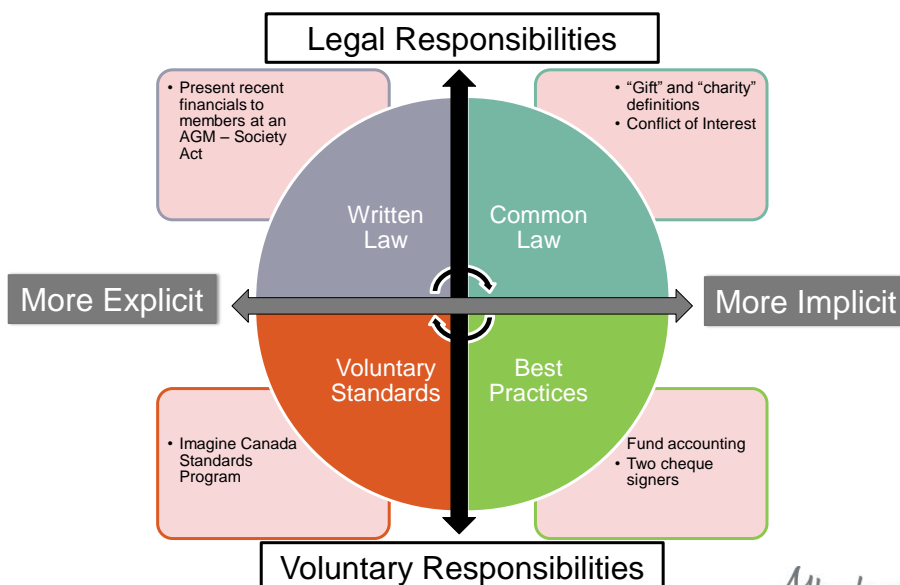 Legal Responsibilities
• Present recent
financials to
members at an
AGM – Society
Act
• “Gift” and “charity”
definitions
• Conflict of Interest
Written
Law
Common
Law
More Explicit
More Implicit
Voluntary
Standards
Best
Practices
• Imagine Canada
Standards
Program
Fund accounting
• Two cheque
signers
Voluntary Responsibilities